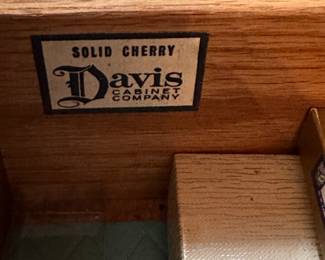 SOLID CHERRY
Davis
CABINET
COMPANY